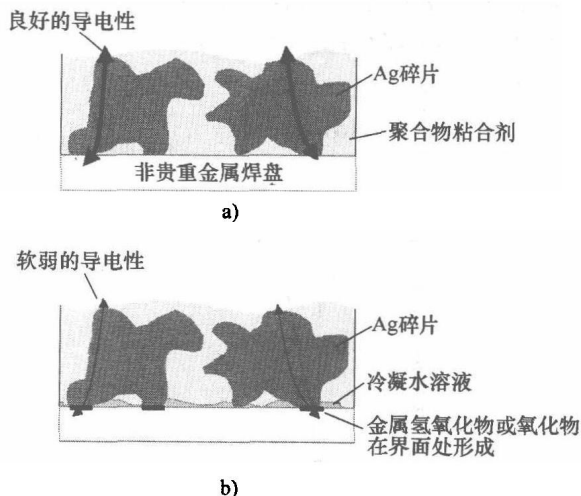 良好的导电性
Ag碎片
聚合物粘合剂
非贵重金属焊盘
a)
软弱的导电性
Ag碎片
冷凝水溶液
金属氢氧化物或氧化物
在界面处形成
b)